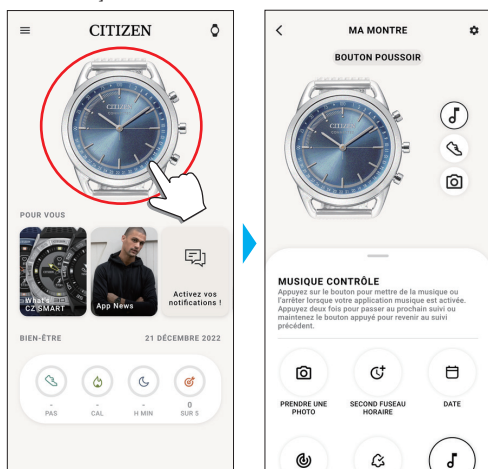 CITIZEN
CITIZEN
POUR VOUS
What's
CZ SMART
App News
Activez vos
notifications !
BIEN-ÊTRE
21 DÉCEMBRE 2022
-
PAS
-
CAL
-
H MIN
0
SUR 5
MA MONTRE
BOUTON POUSSOIR
CITIZEN
MUSIQUE CONTRÔLE
Appuyez sur le bouton pour mettre de la musique ou
l'arrêter lorsque votre application musique est activée.
Appuyez deux fois pour passer au prochain suivi ou
maintenez le bouton appuyé pour revenir au suivi
précédent.
PRENDRE UNE
PHOTO
SECOND FUSEAU
HORAIRE
DATE